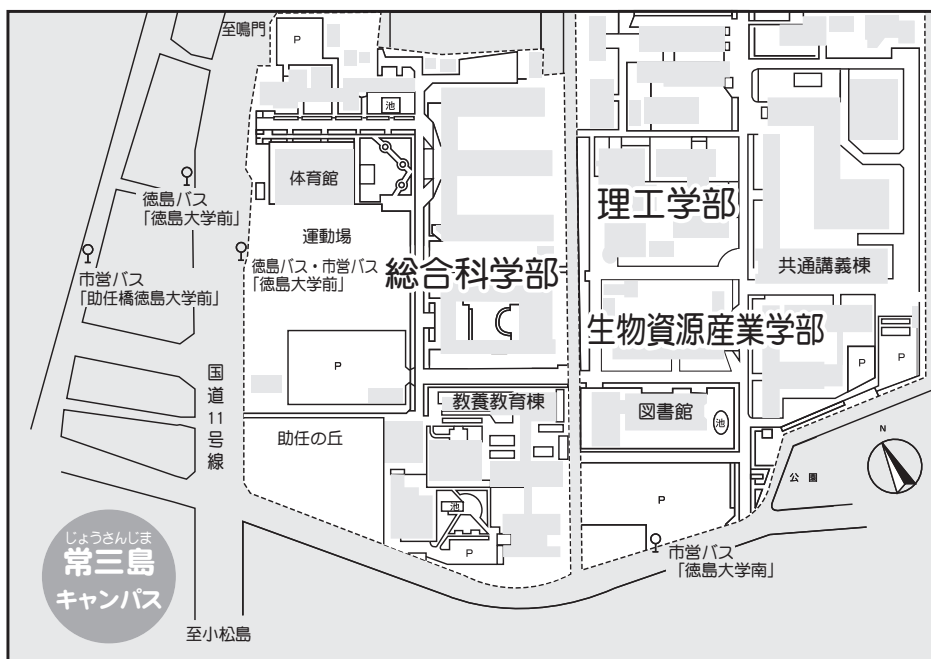 至鳴門
P
池
体育館
徳島バス
「徳島大学前」
運動場
市営バス
「助任橋徳島大学前」
徳島バス・市営バス
「徳島大学前」
総合科学部
理工学部
共通講義棟
生物資源産業学部
P
P
P
国道11号線
教養教育棟
図書館
池
助任の丘
N
公園
P
池
P
市営バス
「徳島大学南」
じょうさんじま
常三島
キャンパス
至小松島